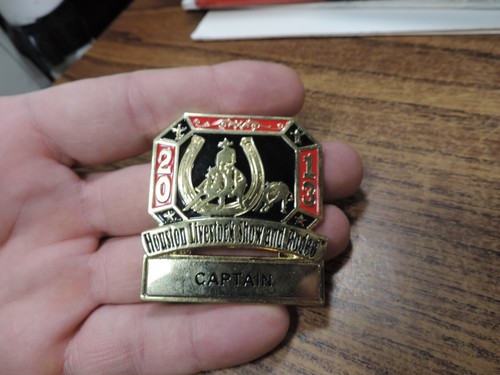 20
13
Houston Livestock Show and Rodeo
CAPTAIN